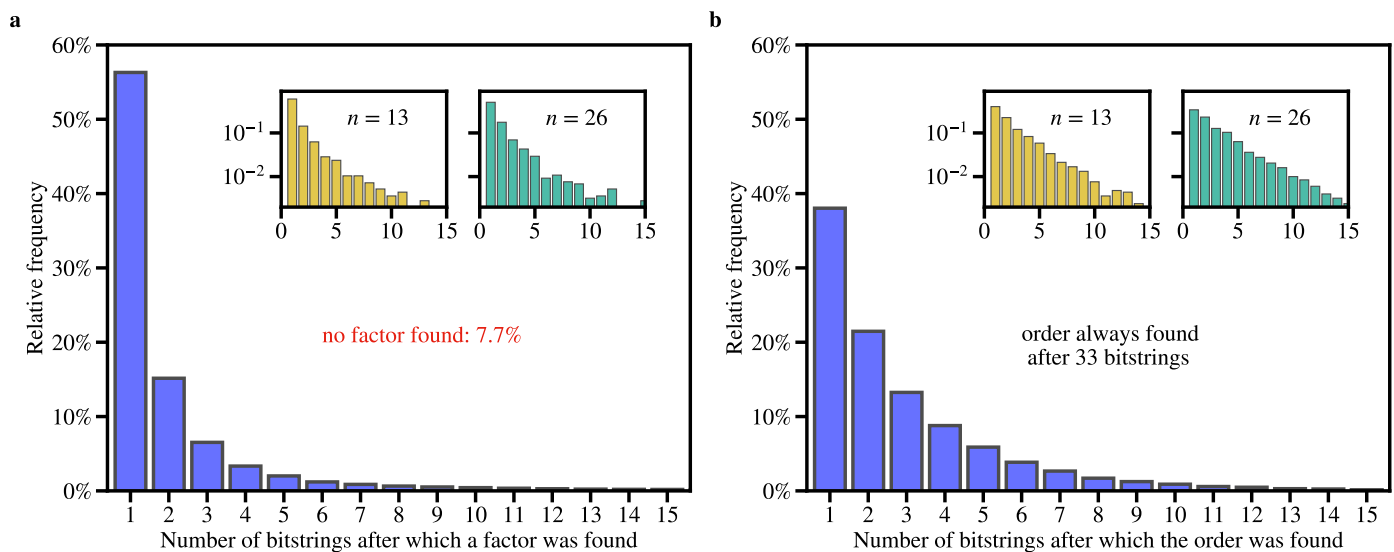 a
60%
50%
40%
30%
20%
10%
0%
Relative frequency
n = 13
10−1
10−2
0 5 10 15
n = 26
0 5 10 15
no factor found: 7.7%
1 2 3 4 5 6 7 8 9 10 11 12 13 14 15
Number of bitstrings after which a factor was found
b
60%
50%
40%
30%
20%
10%
0%
Relative frequency
n = 13
10−1
10−2
0 5 10 15
n = 26
0 5 10 15
order always found
after 33 bitstrings
1 2 3 4 5 6 7 8 9 10 11 12 13 14 15
Number of bitstrings after which the order was found